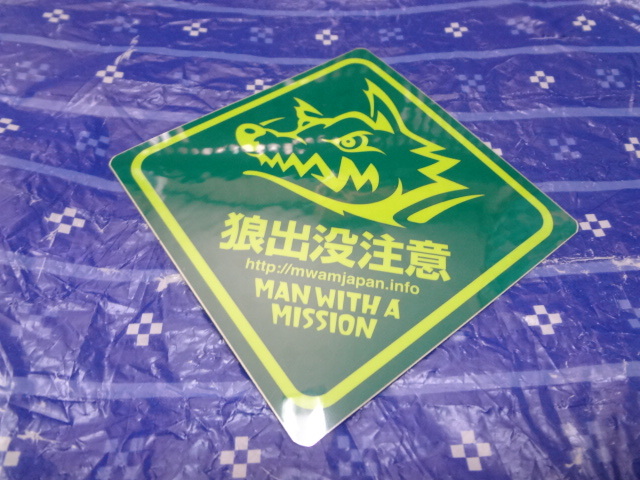 狼出没注意
http://mwamjapan.info
MAN WITH A
MISSION